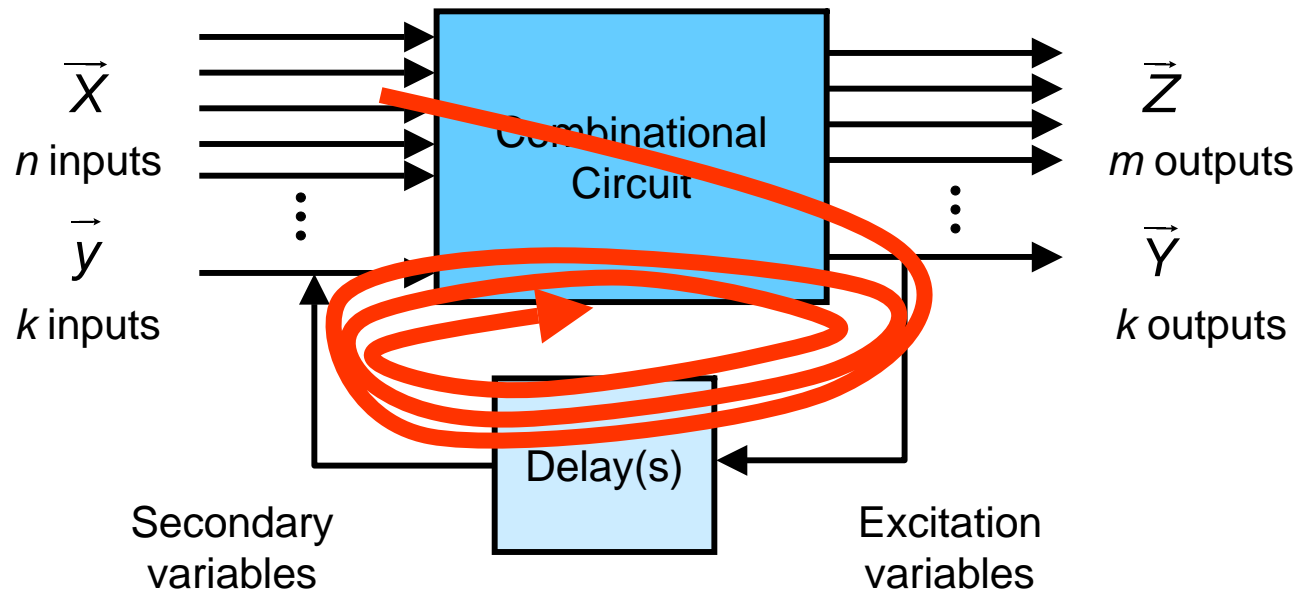 X
n inputs
y
k inputs
Combinational
Circuit
Z
m outputs
Y
k outputs
Delay(s)
Secondary
variables
Excitation
variables